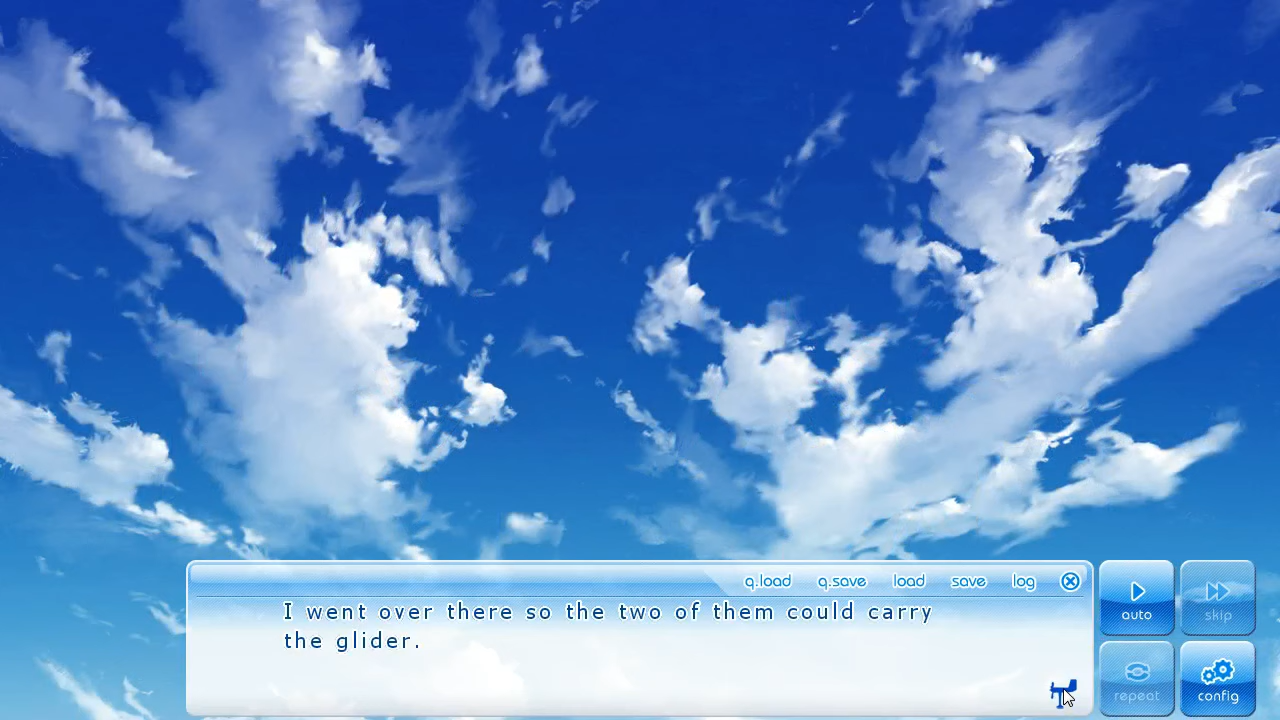 q.load q.save load save log
I went over there so the two of them could carry
the glider.
auto
skip
repeat
config